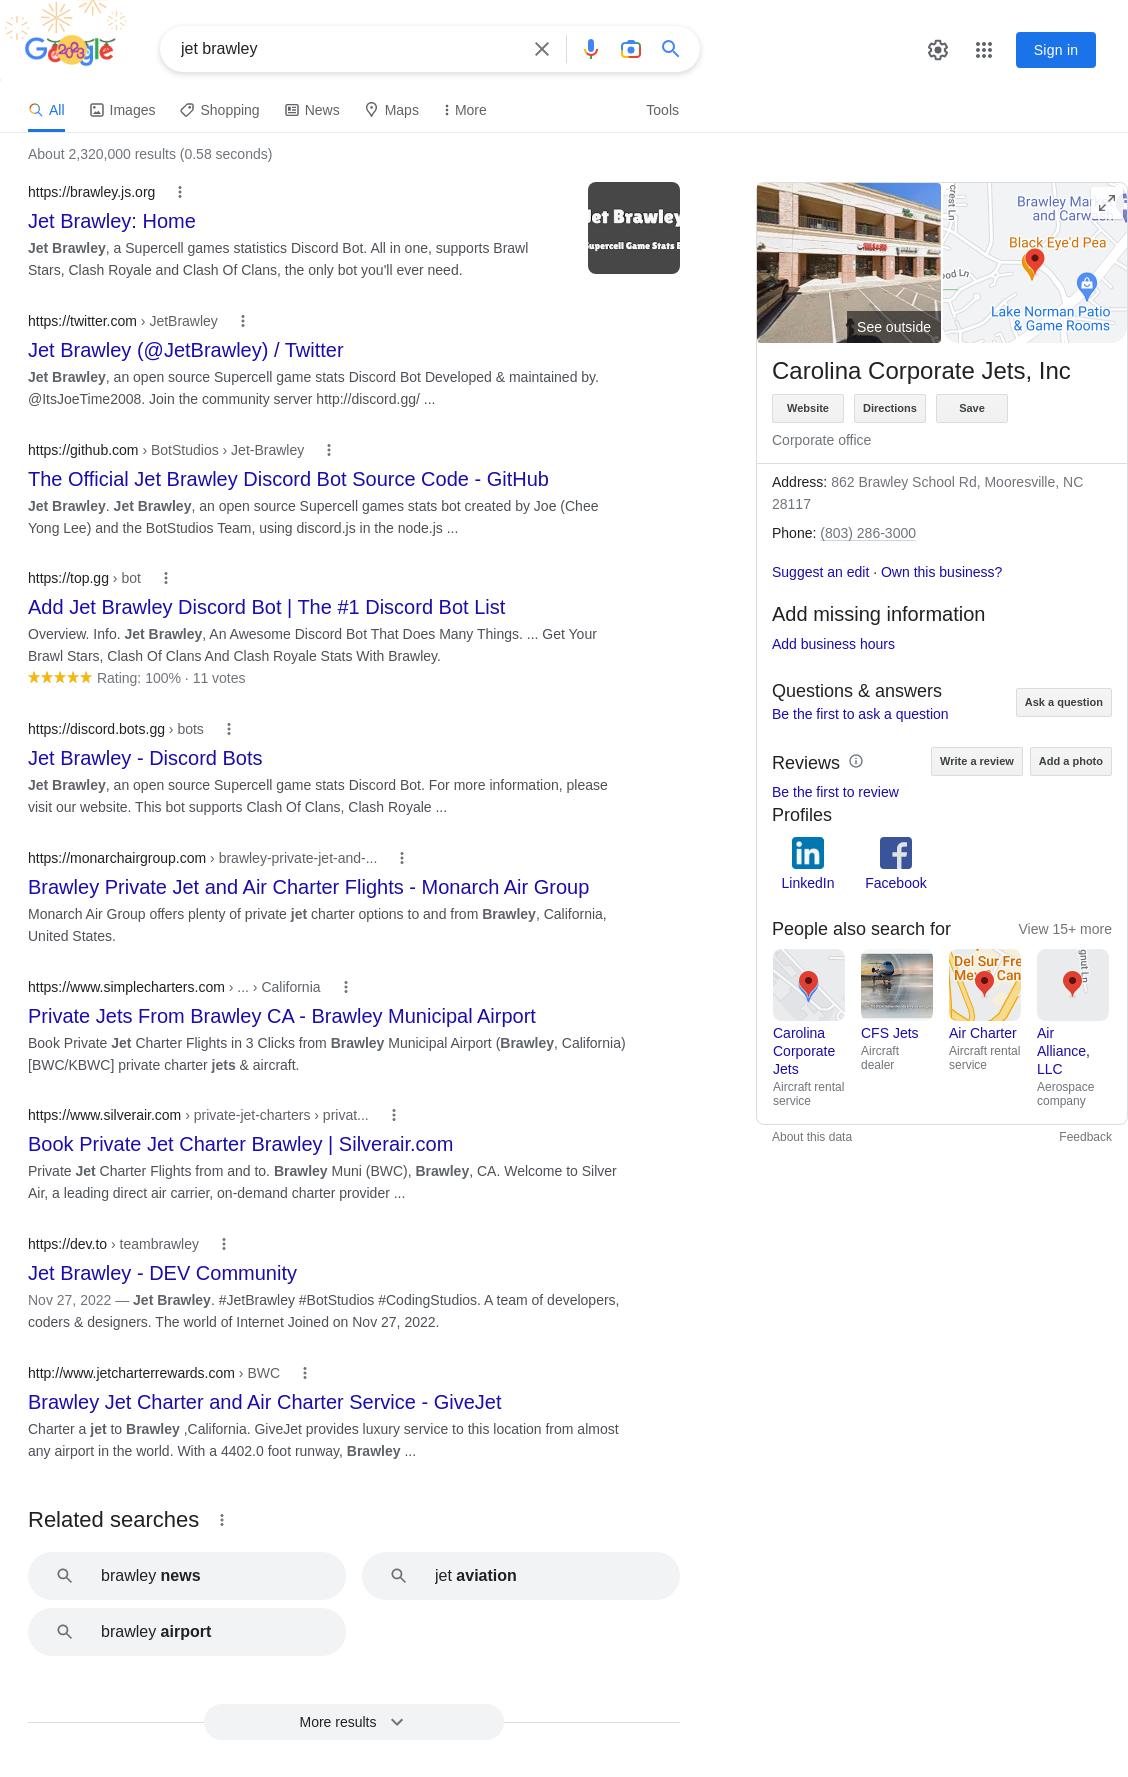 Google
2023
jet brawley
Sign in
All
Images
Shopping
News
Maps
More
Tools
About 2,320,000 results (0.58 seconds)
https://brawley.js.org
Jet Brawley: Home
Jet Brawley, a Supercell games statistics Discord Bot. All in one, supports Brawl
Stars, Clash Royale and Clash Of Clans, the only bot you'll ever need.
Jet Brawley
Supercell Game Stats B
https://twitter.com › JetBrawley
Jet Brawley (@JetBrawley) / Twitter
Jet Brawley, an open source Supercell game stats Discord Bot Developed & maintained by.
@ItsJoeTime2008. Join the community server http://discord.gg/ ...
https://github.com › BotStudios › Jet-Brawley
The Official Jet Brawley Discord Bot Source Code - GitHub
Jet Brawley. Jet Brawley, an open source Supercell games stats bot created by Joe (Chee
Yong Lee) and the BotStudios Team, using discord.js in the node.js ...
https://top.gg › bot
Add Jet Brawley Discord Bot | The #1 Discord Bot List
Overview. Info. Jet Brawley, An Awesome Discord Bot That Does Many Things. ... Get Your
Brawl Stars, Clash Of Clans And Clash Royale Stats With Brawley.
Rating: 100% · 11 votes
https://discord.bots.gg › bots
Jet Brawley - Discord Bots
Jet Brawley, an open source Supercell game stats Discord Bot. For more information, please
visit our website. This bot supports Clash Of Clans, Clash Royale ...
https://monarchairgroup.com › brawley-private-jet-and-...
Brawley Private Jet and Air Charter Flights - Monarch Air Group
Monarch Air Group offers plenty of private jet charter options to and from Brawley, California,
United States.
https://www.simplecharters.com › ... › California
Private Jets From Brawley CA - Brawley Municipal Airport
Book Private Jet Charter Flights in 3 Clicks from Brawley Municipal Airport (Brawley, California)
[BWC/KBWC] private charter jets & aircraft.
https://www.silverair.com › private-jet-charters › privat...
Book Private Jet Charter Brawley | Silverair.com
Private Jet Charter Flights from and to. Brawley Muni (BWC), Brawley, CA. Welcome to Silver
Air, a leading direct air carrier, on-demand charter provider ...
https://dev.to › teambrawley
Jet Brawley - DEV Community
Nov 27, 2022 — Jet Brawley. #JetBrawley #BotStudios #CodingStudios. A team of developers,
coders & designers. The world of Internet Joined on Nov 27, 2022.
http://www.jetcharterrewards.com › BWC
Brawley Jet Charter and Air Charter Service - GiveJet
Charter a jet to Brawley ,California. GiveJet provides luxury service to this location from almost
any airport in the world. With a 4402.0 foot runway, Brawley ...
Related searches
brawley news
jet aviation
brawley airport
More results
See outside
crest Ln
Brawley Mar
and Carwash
Black Eye'd Pea
ood Ln
Lake Norman Patio
& Game Rooms
Carolina Corporate Jets, Inc
Website
Directions
Save
Corporate office
Address: 862 Brawley School Rd, Mooresville, NC
28117
Phone: (803) 286-3000
Suggest an edit · Own this business?
Add missing information
Add business hours
Questions & answers
Be the first to ask a question
Ask a question
Reviews
Write a review
Add a photo
Be the first to review
Profiles
LinkedIn
Facebook
People also search for
View 15+ more
Del Sur Fre
Mex & Can
gnut Ln
Carolina
Corporate
Jets
Aircraft rental
service
CFS Jets
Aircraft
dealer
Air Charter
Aircraft rental
service
Air
Alliance,
LLC
Aerospace
company
About this data
Feedback